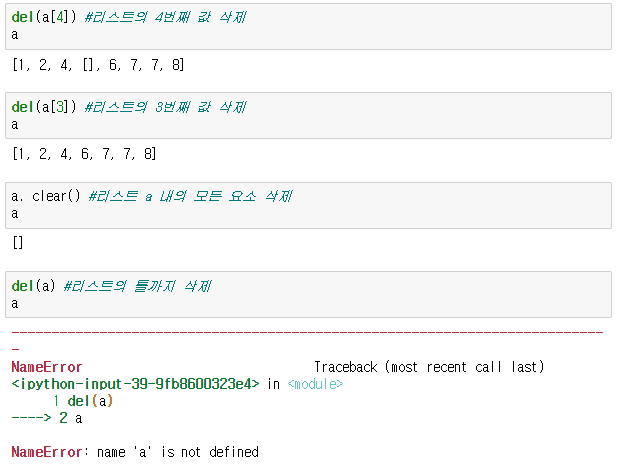 del(a[4]) #리스트의 4번째 값 삭제
a
[1, 2, 4, [], 6, 7, 7, 8]
del(a[3]) #리스트의 3번째 값 삭제
a
[1, 2, 4, 6, 7, 7, 8]
a. clear() #리스트 a 내의 모든 요소 삭제
a
[]
del(a) #리스트의 틀까지 삭제
a
---------------------------------------------------------------------------
NameError Traceback (most recent call last)
<ipython-input-39-9fb8600323e4> in <module>
1 del(a)
----> 2 a
NameError: name 'a' is not defined